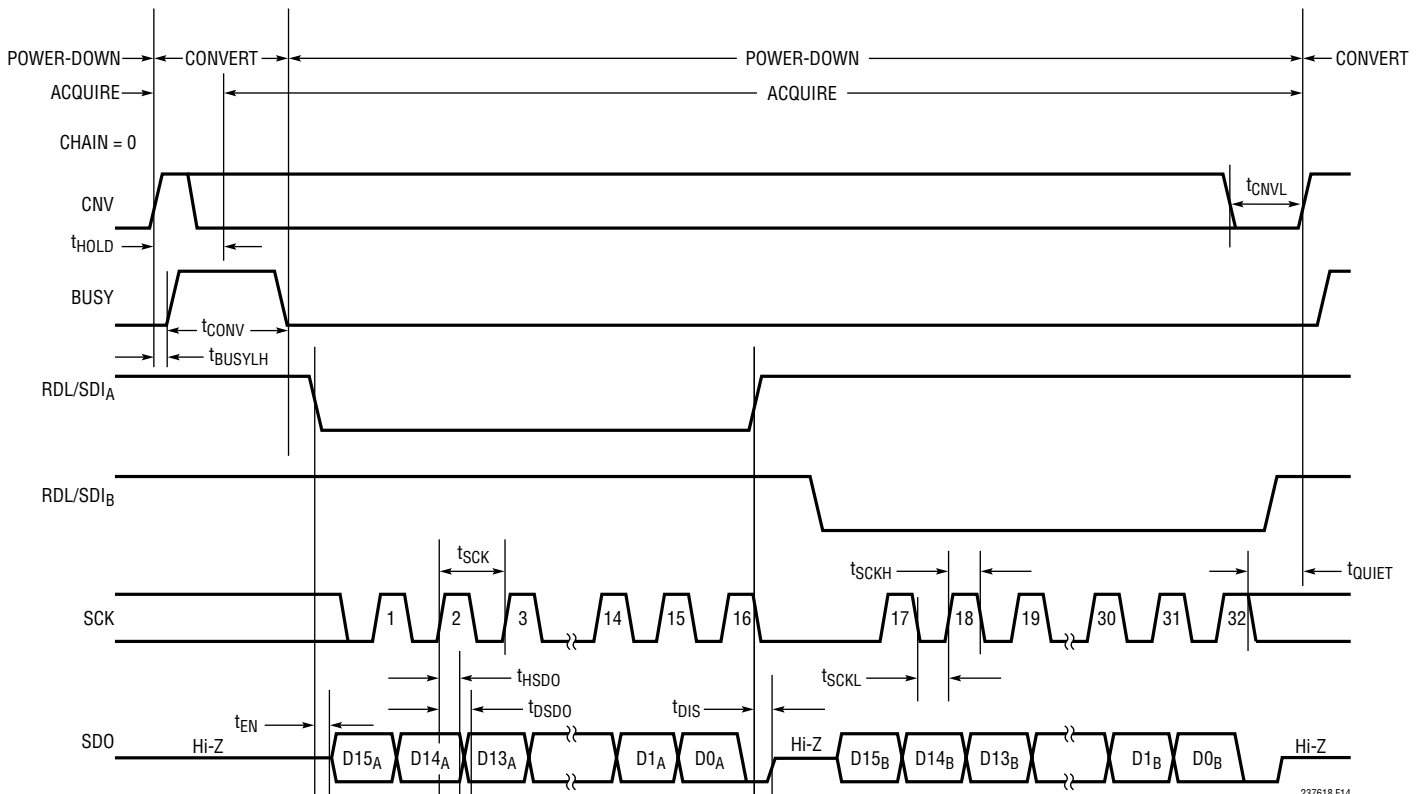 POWER-DOWN CONVERT POWER-DOWN CONVERT
ACQUIRE ACQUIRE
CHAIN = 0
CNV tCNVL
tHOLD
BUSY
tCONV
tBUSYLH
RDL/SDIA
RDL/SDIB
tSCK tSCKH tQUIET
SCK 1 2 3 14 15 16 17 18 19 30 31 32
tHSDO tSCKL
tEN tDSDO tDIS
SDO Hi-Z D15A D14A D13A D1A D0A Hi-Z D15B D14B D13B D1B D0B Hi-Z
237618 F14